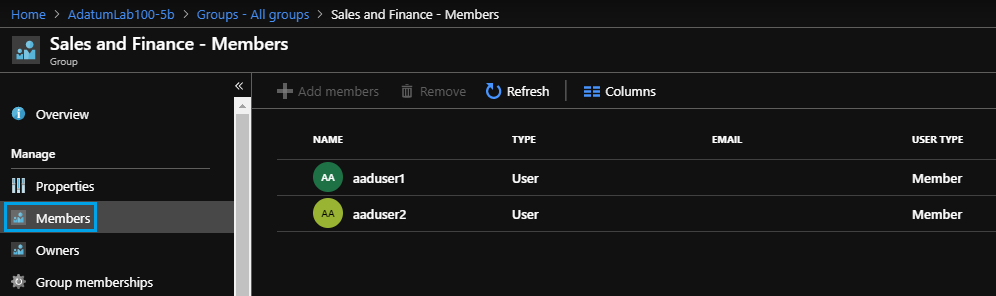 Home > AdatumLab100-5b > Groups - All groups > Sales and Finance - Members
Sales and Finance - Members
Group
«
Add members Remove Refresh Columns
Overview
Manage
Properties
Members
Owners
Group memberships
NAME TYPE EMAIL USER TYPE
AA aaduser1 User Member
AA aaduser2 User Member